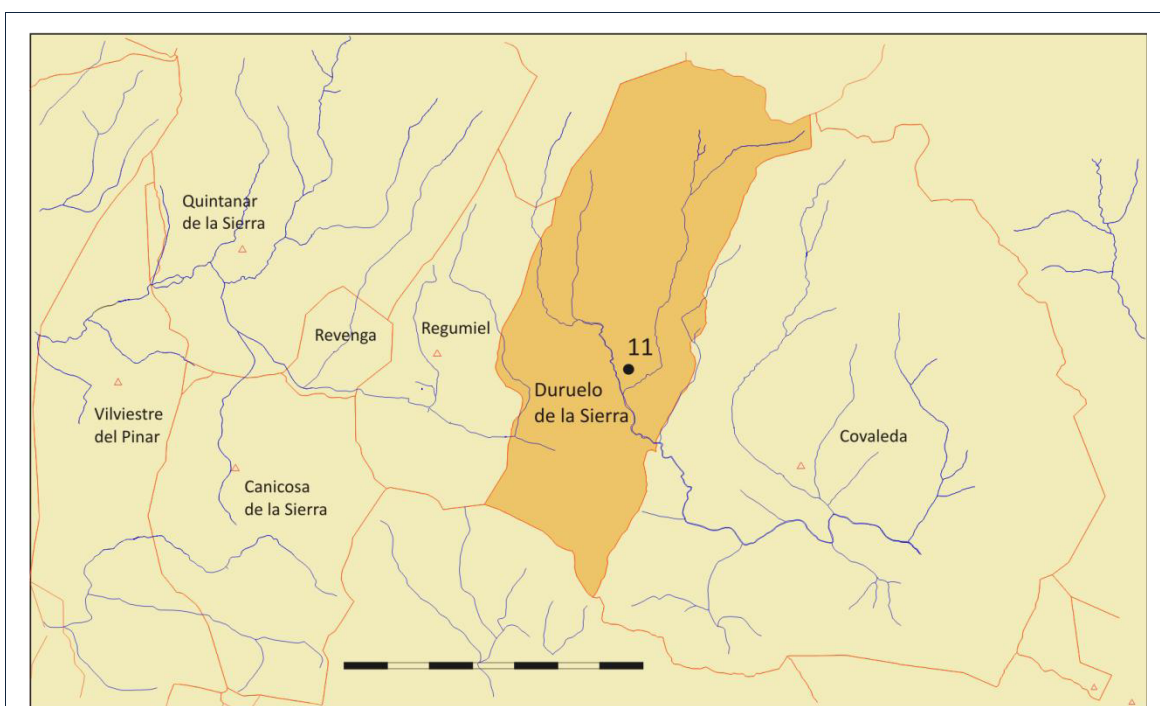 Quintanar
de la Sierra
Revenga
Regumiel
11
Duruelo
de la Sierra
Vilviestre
del Pinar
Covaleda
Canicosa
de la Sierra